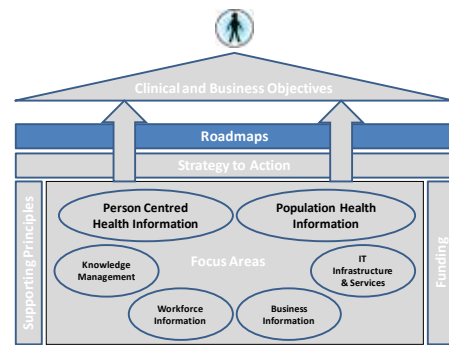 Clinical and Business Objectives
Roadmaps
Strategy to Action
Supporting Principles
Person Centred
Health Information
Population Health
Information
Focus Areas
Knowledge
Management
IT
Infrastructure
& Services
Workforce
Information
Business
Information
Funding